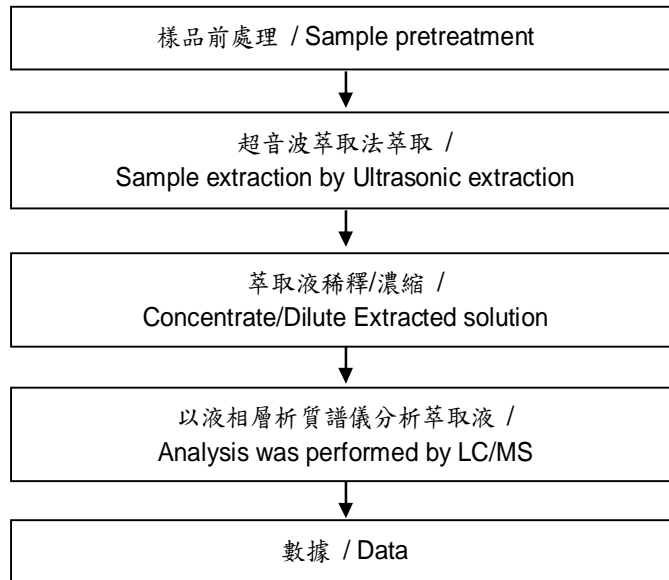 樣品前處理 / Sample pretreatment
超音波萃取法萃取 /
Sample extraction by Ultrasonic extraction
萃取液稀釋/濃縮 /
Concentrate/Dilute Extracted solution
以液相層析質譜儀分析萃取液 /
Analysis was performed by LC/MS
數據 / Data